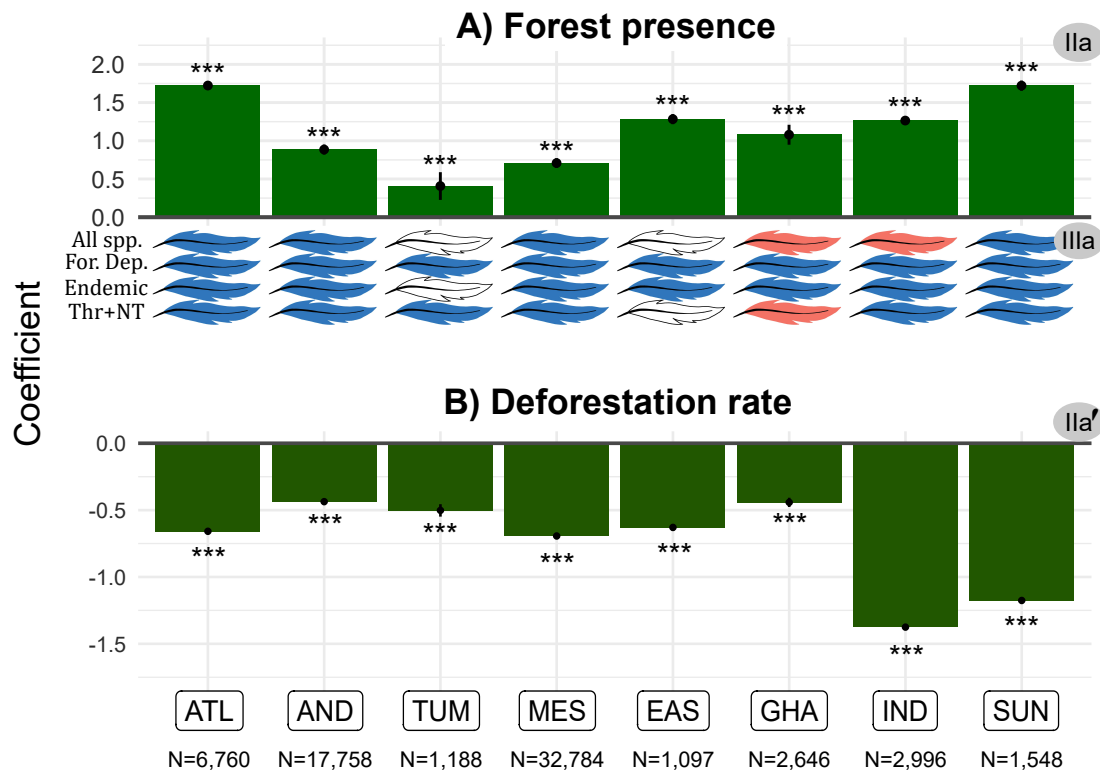 A) Forest presence
IIa
2.0
1.5
1.0
0.5
0.0
*** *** *** *** *** *** *** ***
All spp.
IIIa
For. Dep.
Endemic
Thr+NT
Coefficient
B) Deforestation rate
IIa′
0.0
-0.5
-1.0
-1.5
*** *** *** *** *** *** *** ***
ATL AND TUM MES EAS GHA IND SUN
N=6,760 N=17,758 N=1,188 N=32,784 N=1,097 N=2,646 N=2,996 N=1,548